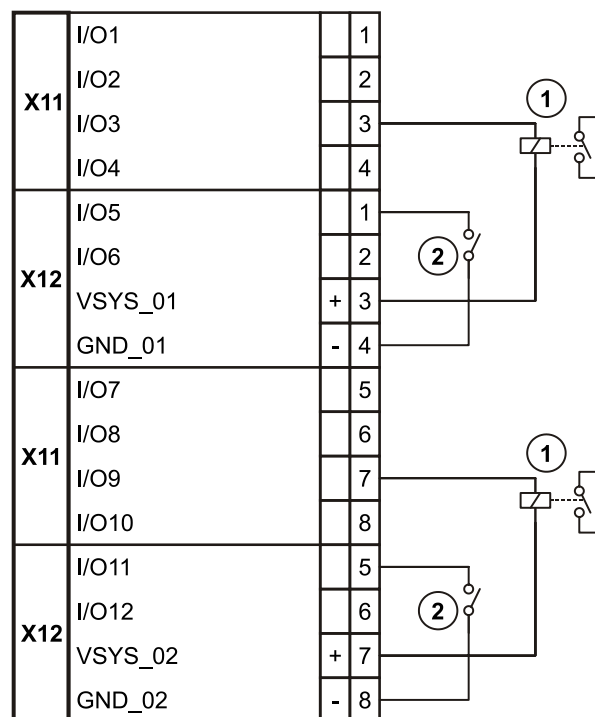 X11
I/O1 1
I/O2 2
I/O3 3
I/O4 4
1
X12
I/O5 1
I/O6 2
VSYS_01 + 3
GND_01 - 4
2
X11
I/O7 5
I/O8 6
I/O9 7
I/O10 8
1
X12
I/O11 5
I/O12 6
VSYS_02 + 7
GND_02 - 8
2